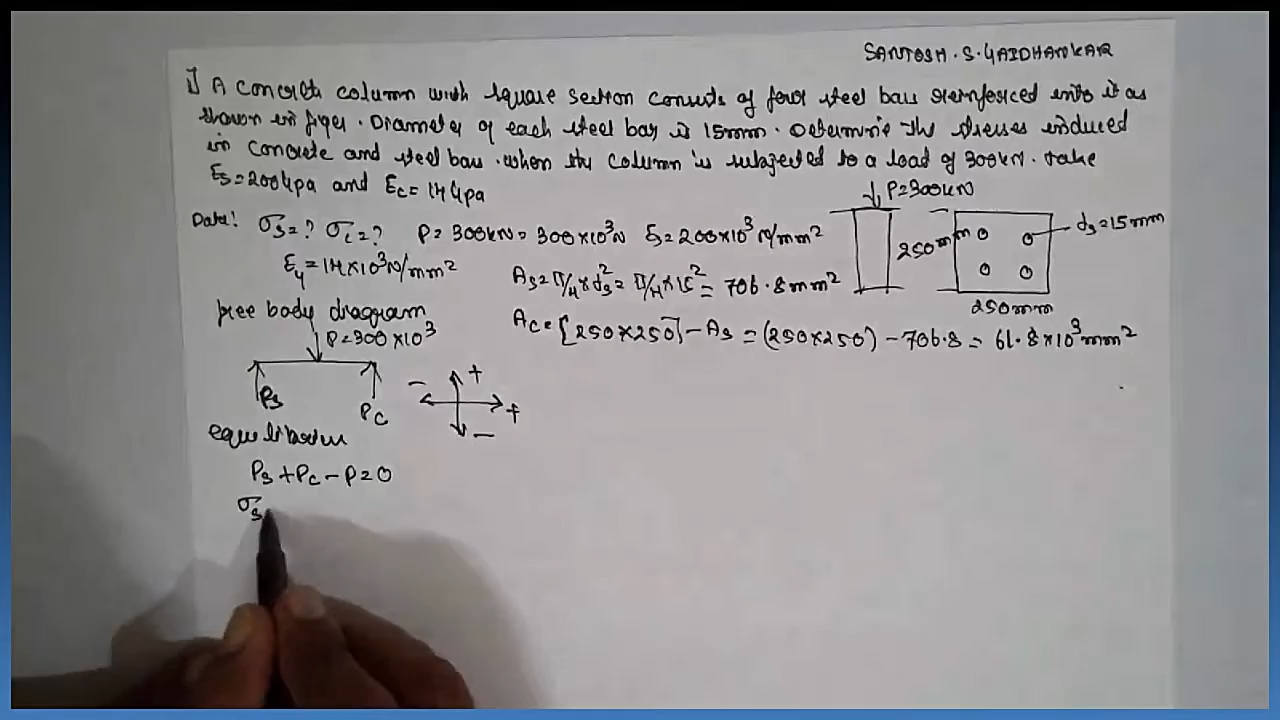 SANTOSH.S.GAIDHANKAR
1] A concrete column with square section consists of four steel bars reinforced into it as
shown in figer. Diameter of each steel bar is 15mm. Determine the stresses induced
in concrete and steel bars. when the column is subjected to a load of 300kN. take
Es=200Gpa and Ec=14Gpa
P=300kN
Data: σs=? σc=? P=300kN=300×10³N Es=200×10³N/mm²
250mm
ds=15mm
E =14×10³N/mm²
As=π/4×ds²=π/4×15²=706.8mm²
250mm
free body diagram
P=300×10³
Ac=[250×250]-As=(250×250)-706.8=61.8×10³mm²
- +
Ps Pc +
-
equilibrium
Ps+Pc-P=0
σs